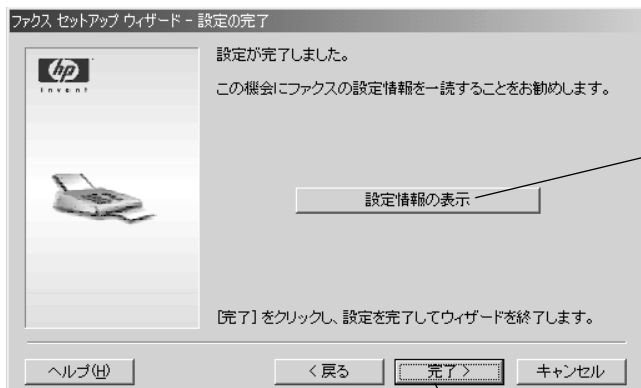 ファクス セットアップ ウィザード - 設定の完了
hp
invent
設定が完了しました。
この機会にファクスの設定情報を一読することをお勧めします。
設定情報の表示
[完了] をクリックし、設定を完了してウィザードを終了します。
ヘルプ(H)
< 戻る
完了 >
キャンセル